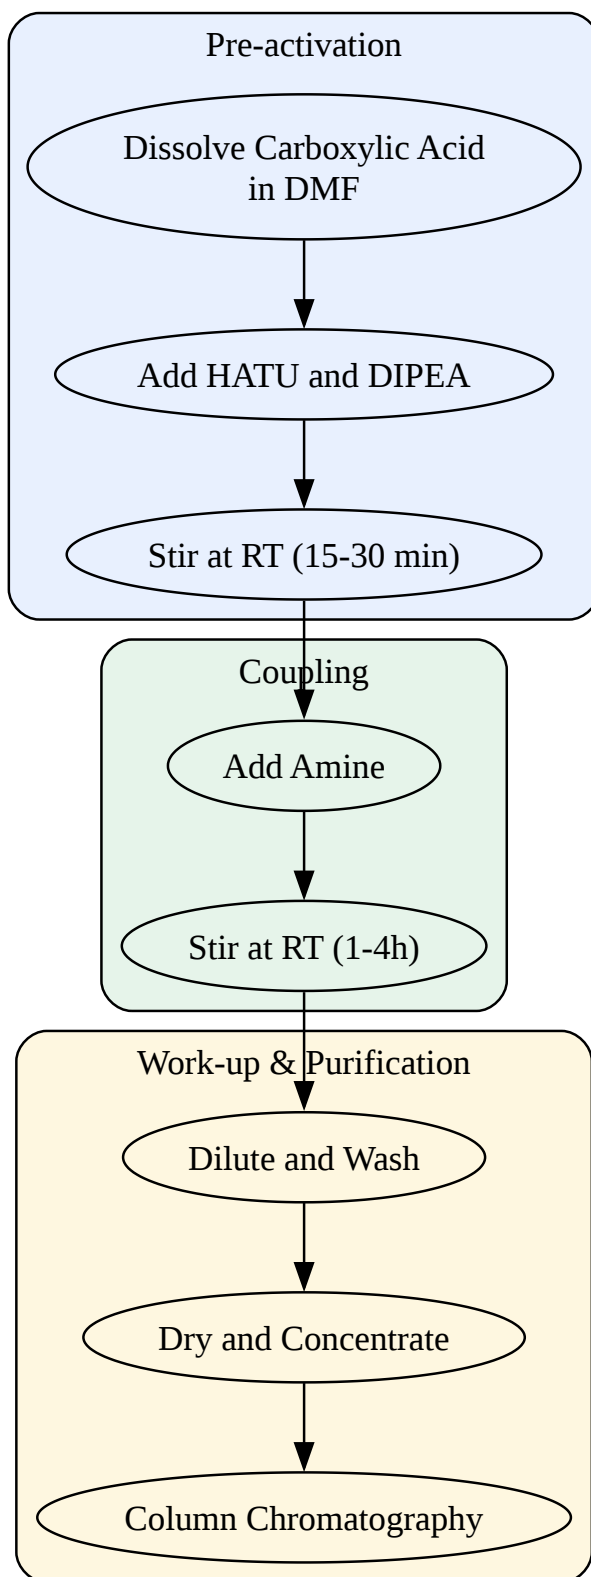 Pre-activation
Dissolve Carboxylic Acid
in DMF
Add HATU and DIPEA
Stir at RT (15-30 min)
Coupling
Add Amine
Stir at RT (1-4h)
Work-up & Purification
Dilute and Wash
Dry and Concentrate
Column Chromatography